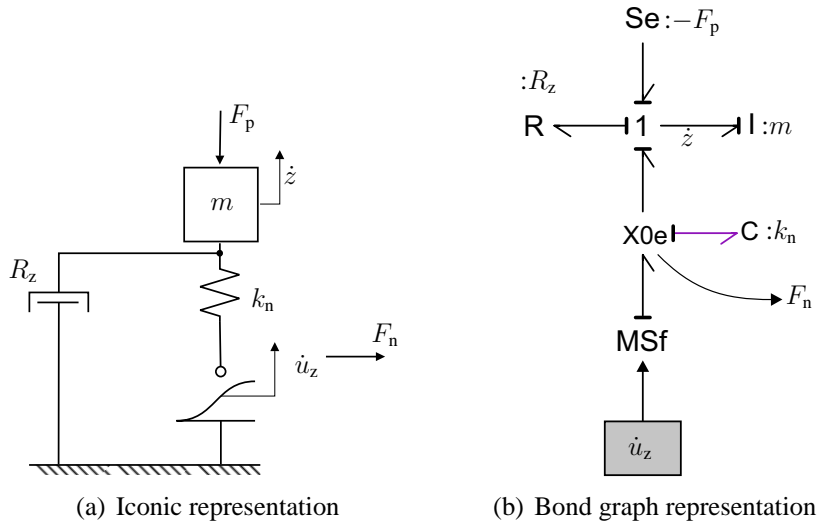 F_p
ż
m
R_z
k_n
F_n
u̇_z
(a) Iconic representation
Se:−F_p
:R_z
R 1 ż I:m
X0e C:k_n
F_n
MSf
u̇_z
(b) Bond graph representation